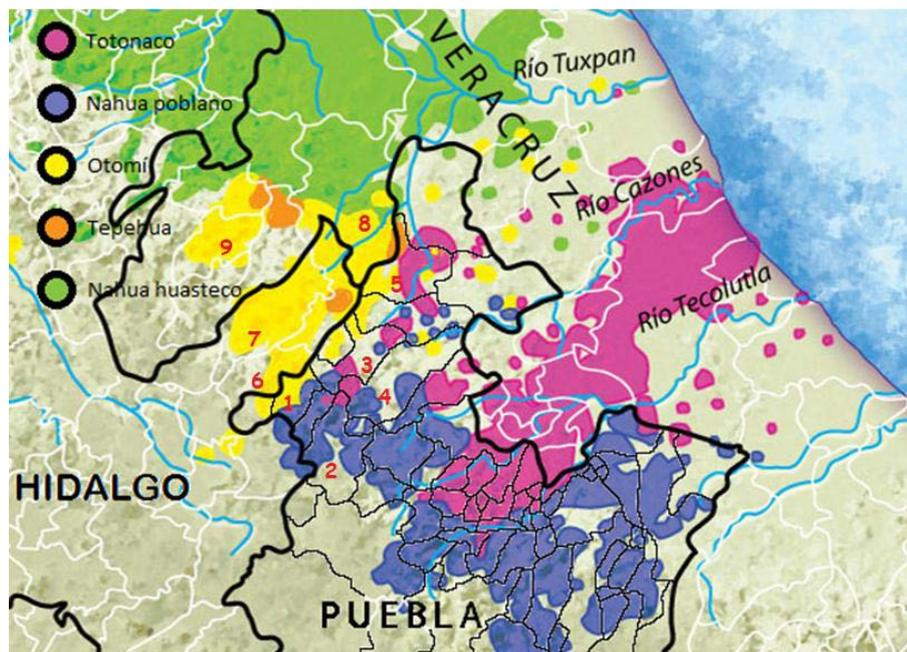 Totonaco
Nahua poblano
Otomí
Tepehua
Nahua huasteco
VERACRUZ
Río Tuxpan
Río Cazones
Río Tecolutla
8
9
5
7
3
6
4
1
2
HIDALGO
PUEBLA